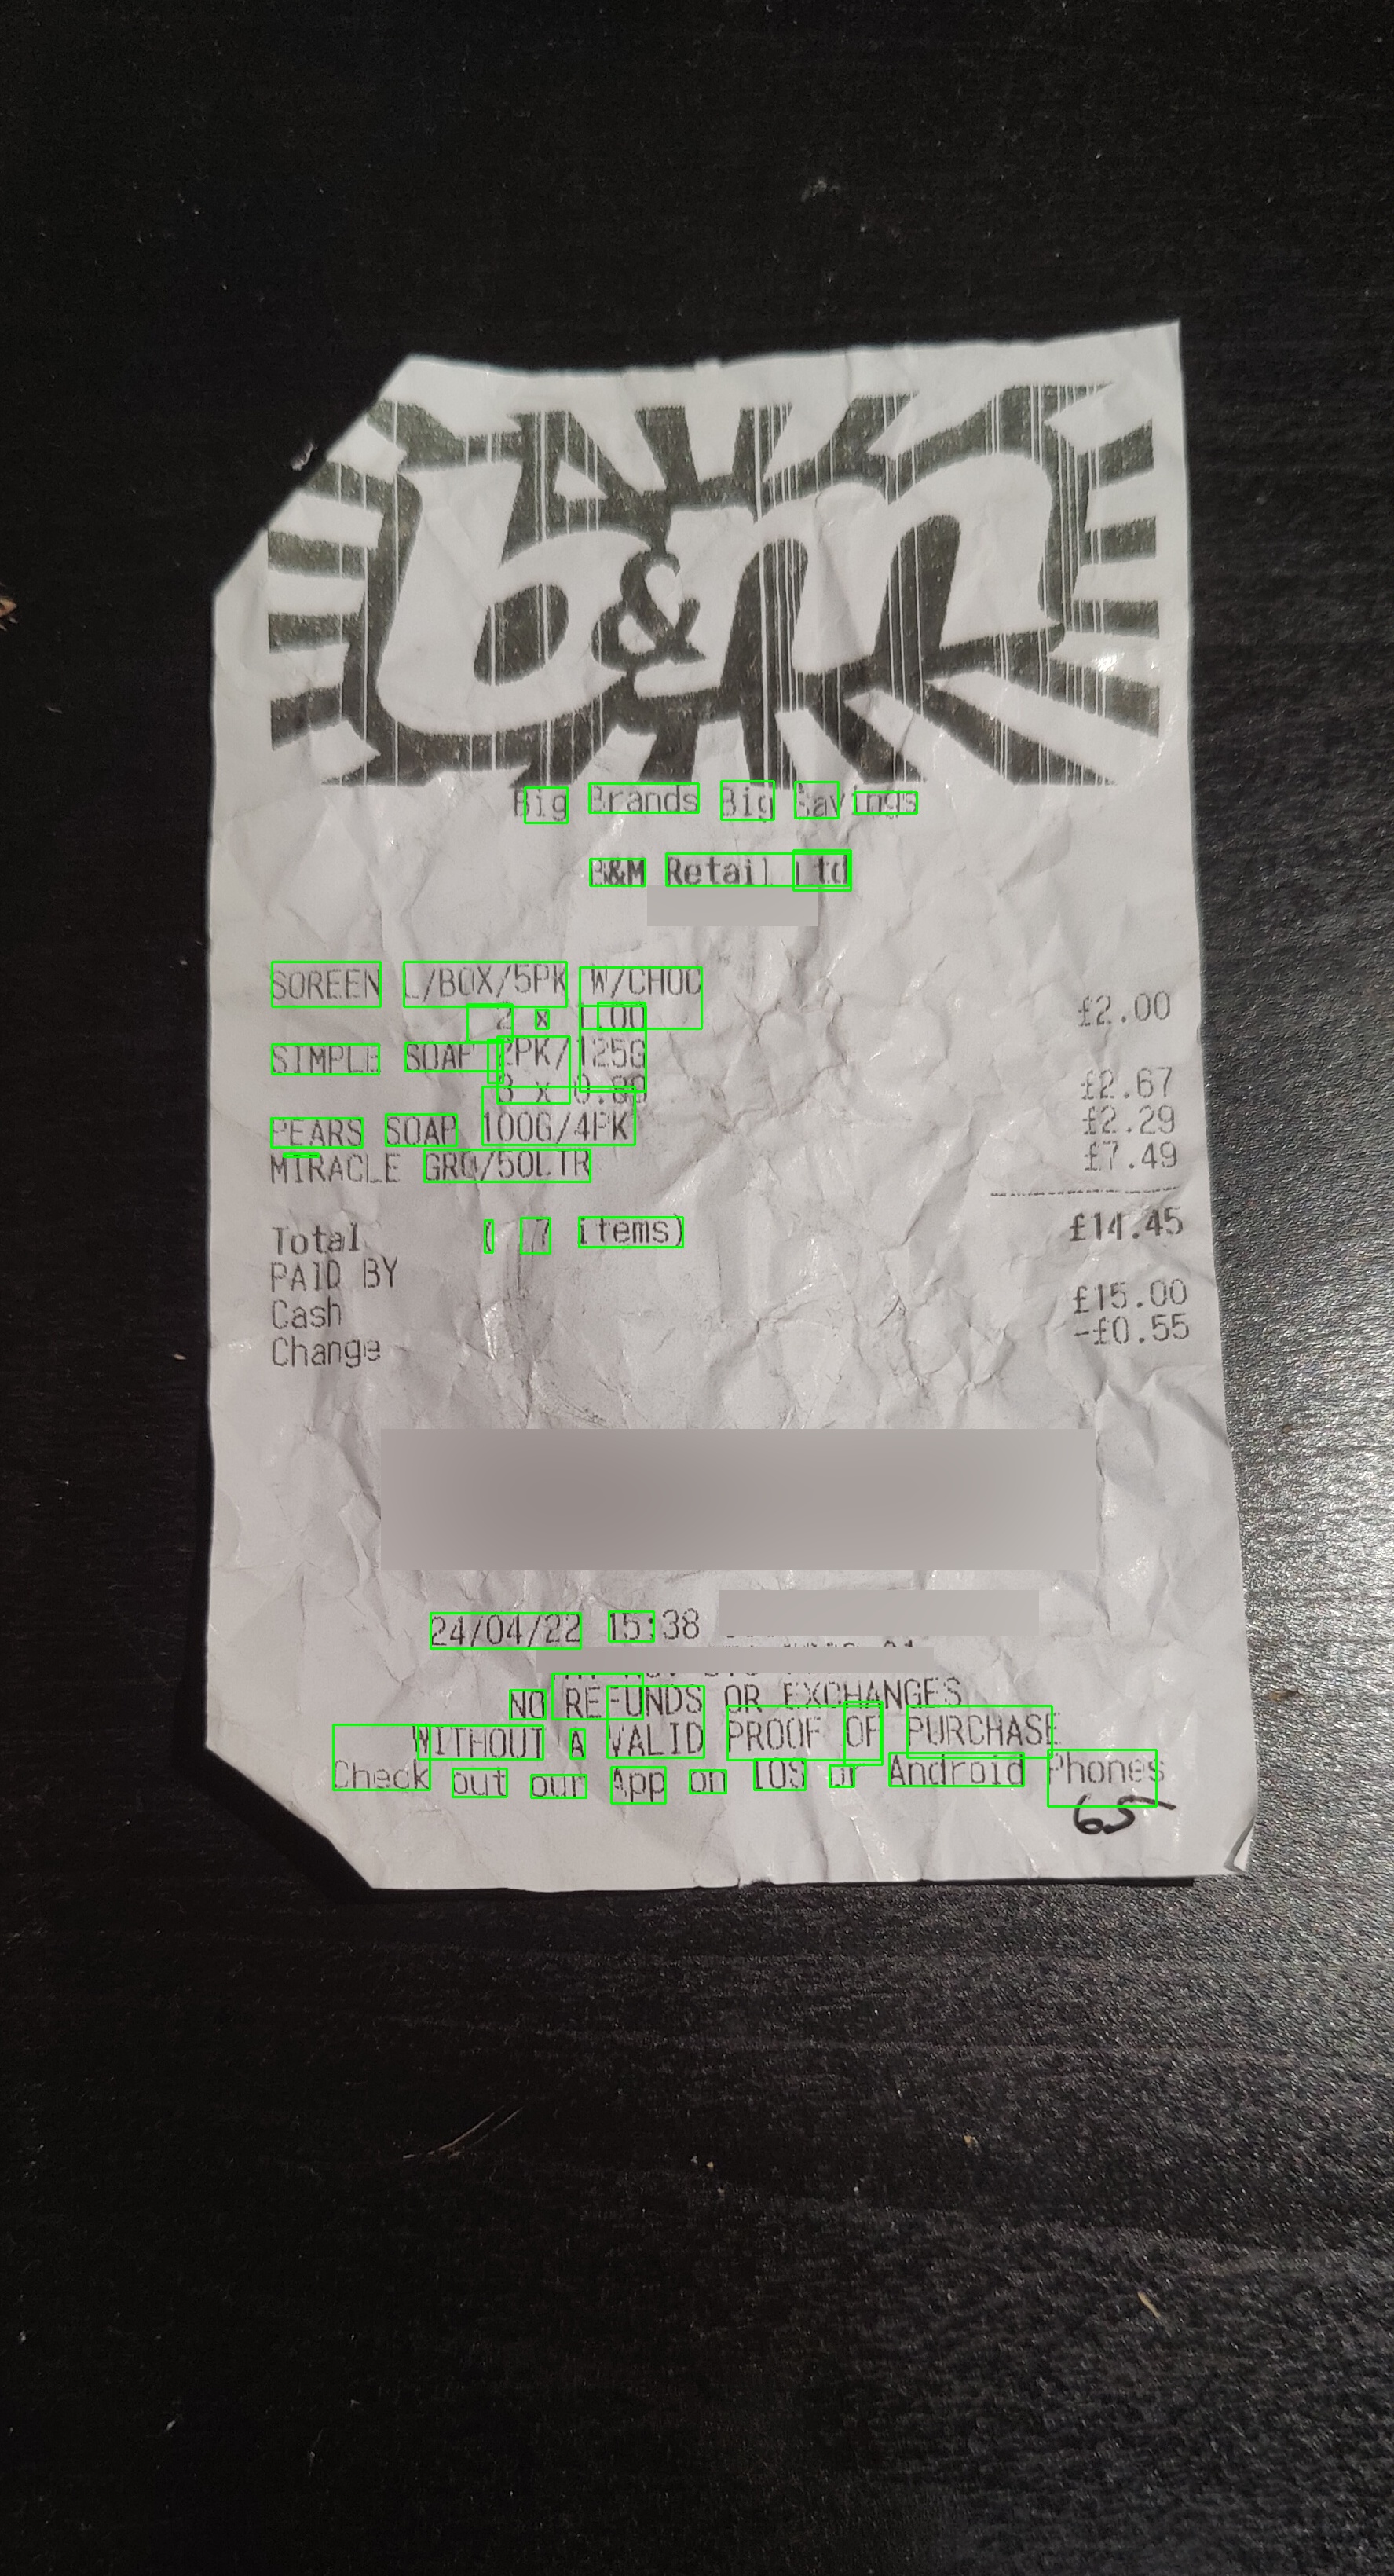 b&m
Big Brands Big Savings
B&M Retail Ltd
SOREEN L/BOX/5PK W/CHOC
2 x 1.00 £2.00
SIMPLE SOAP 2PK/125G
3 x 0.89 £2.67
PEARS SOAP 100G/4PK £2.29
MIRACLE GRO/50LTR £7.49
Total ( 7 Items) £14.45
PAID BY
Cash £15.00
Change -£0.55
24/04/22 15:38
NO REFUNDS OR EXCHANGES
WITHOUT A VALID PROOF OF PURCHASE
Check out our App on IOS or Android Phones
65